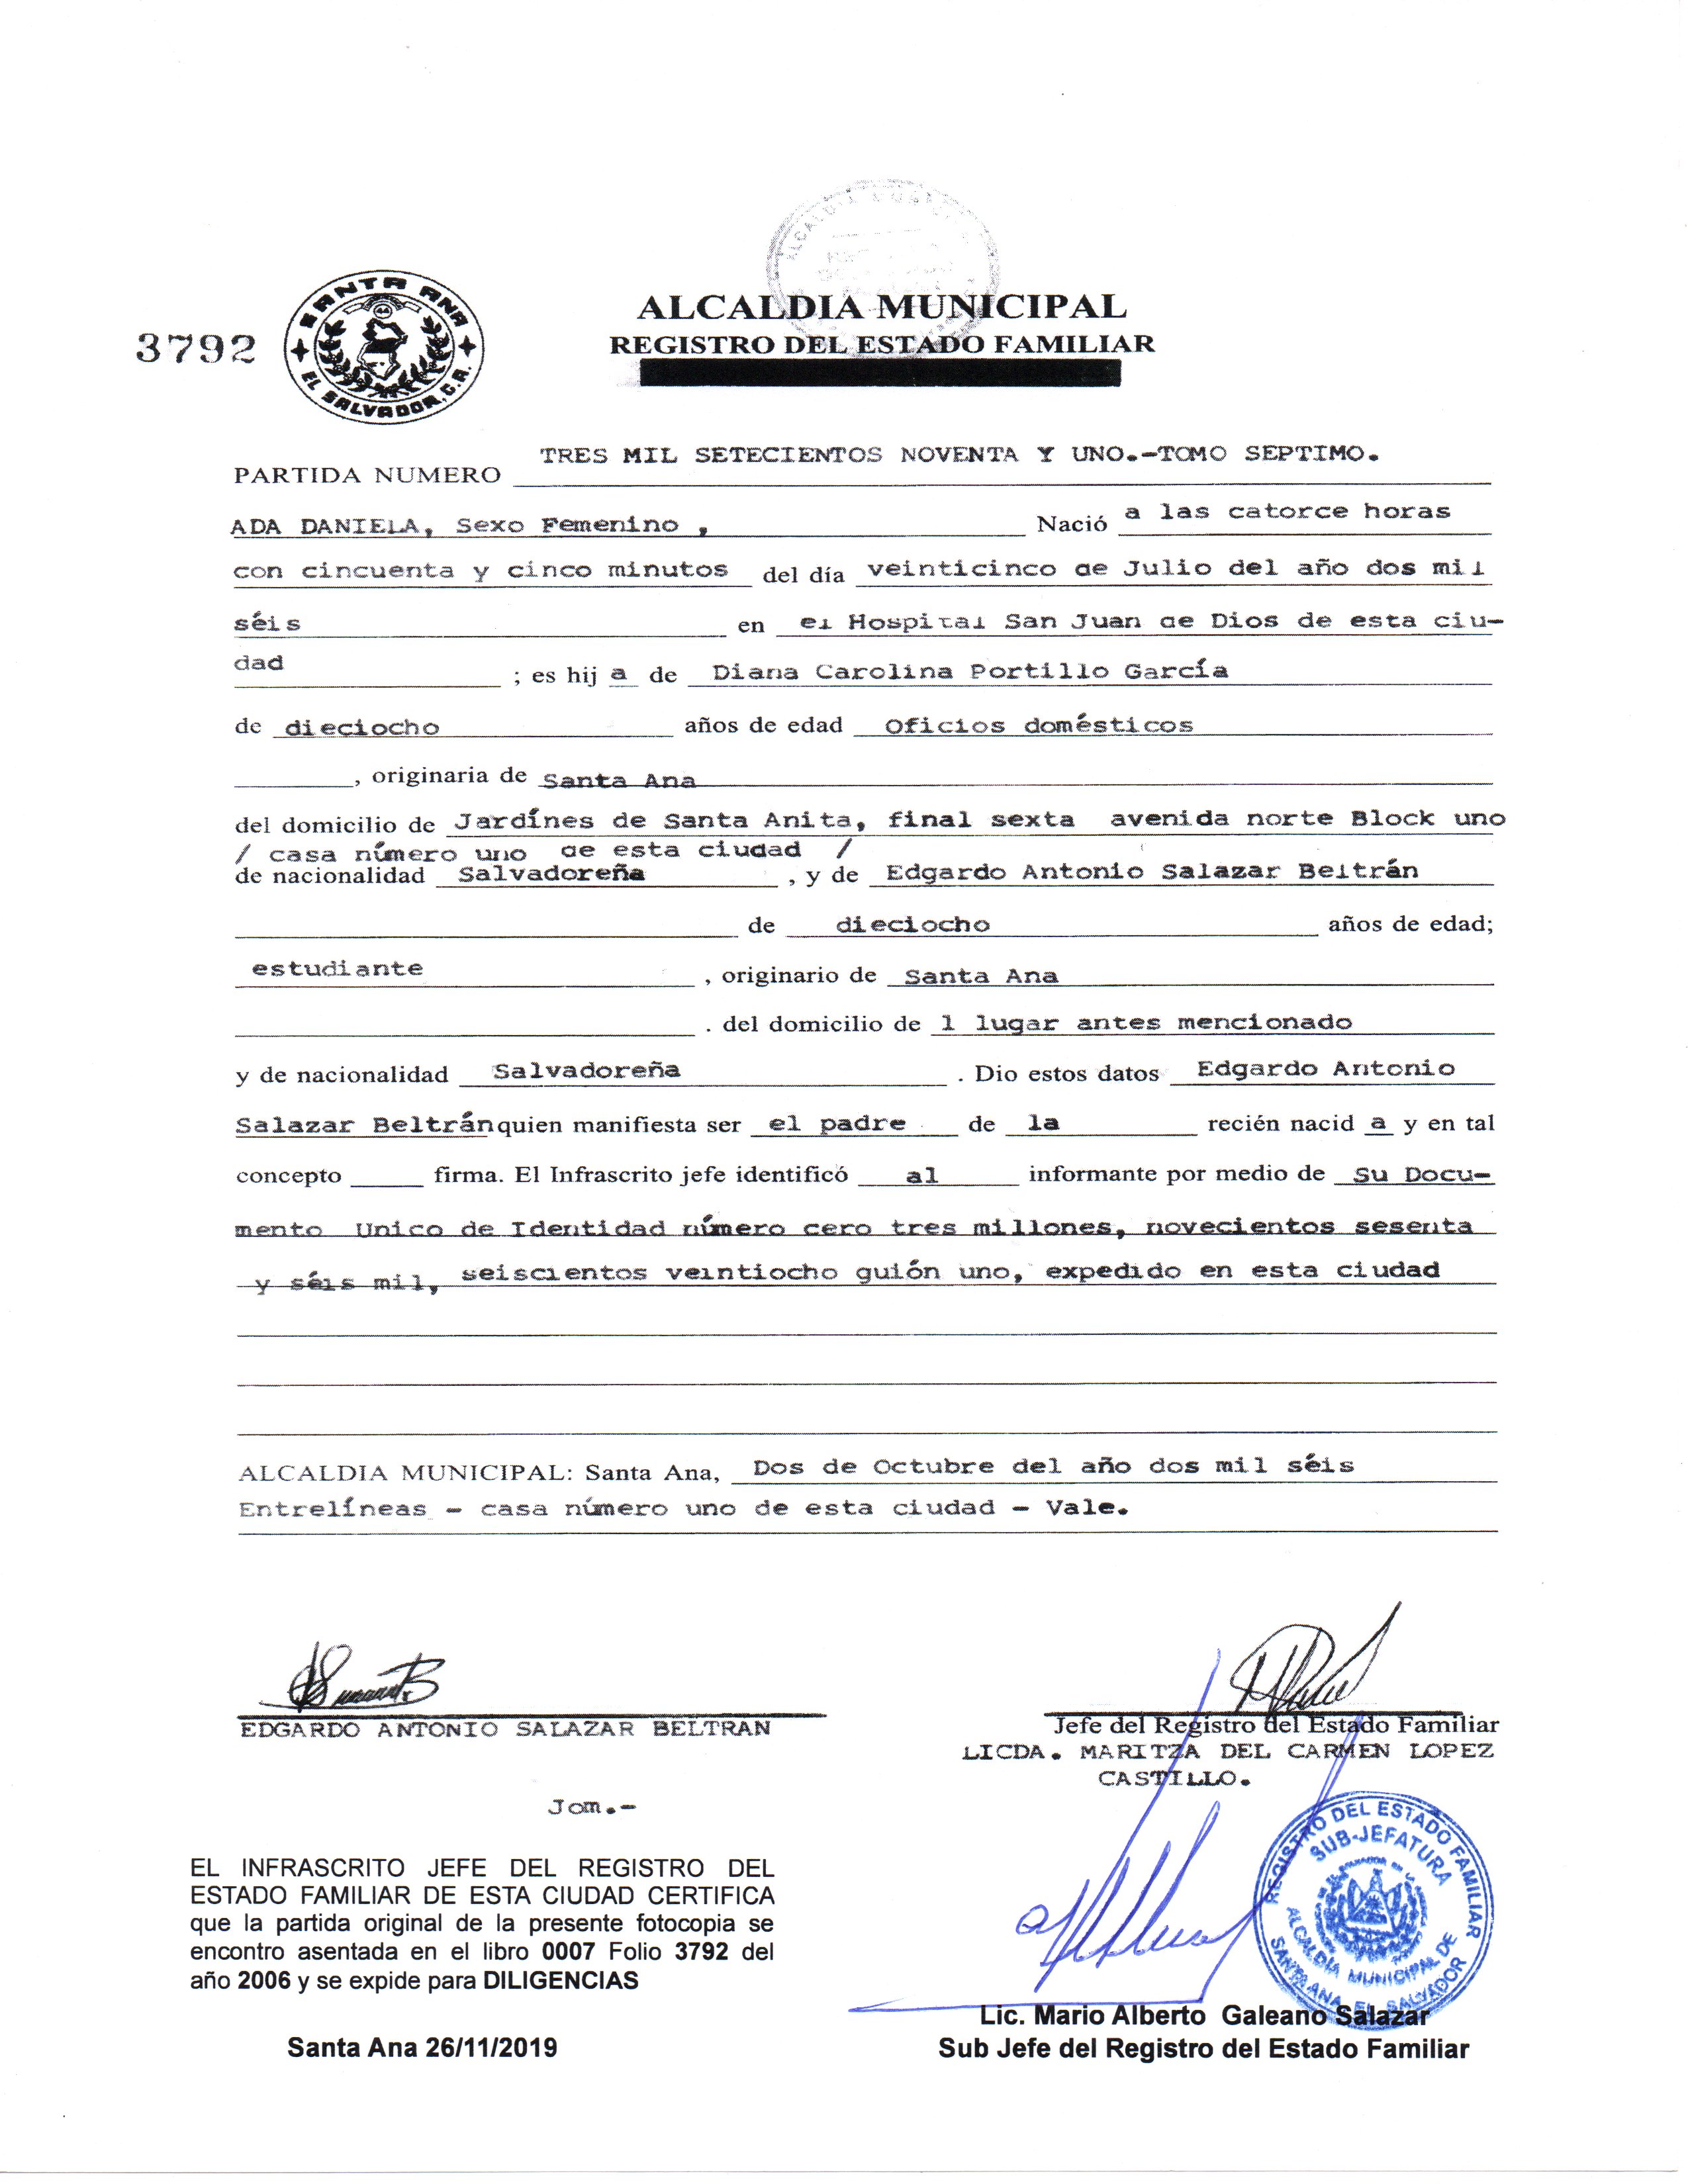 3792
SANTA ANA
EL SALVADOR, C.A.
ALCALDIA MUNICIPAL
REGISTRO DEL ESTADO FAMILIAR
PARTIDA NUMERO TRES MIL SETECIENTOS NOVENTA Y UNO.-TOMO SEPTIMO.
ADA DANIELA, Sexo Femenino , Nació a las catorce horas
con cincuenta y cinco minutos del día veinticinco de Julio del año dos mil
séis en el Hospital San Juan de Dios de esta ciu-
dad ; es hij a de Diana Carolina Portillo García
de dieciocho años de edad Oficios domésticos
, originaria de Santa Ana
del domicilio de Jardínes de Santa Anita, final sexta avenida norte Block uno
/ casa número uno de esta ciudad /
de nacionalidad Salvadoreña , y de Edgardo Antonio Salazar Beltrán
de dieciocho años de edad;
estudiante , originario de Santa Ana
. del domicilio de l lugar antes mencionado
y de nacionalidad Salvadoreña . Dio estos datos Edgardo Antonio
Salazar Beltrán quien manifiesta ser el padre de la recién nacid a y en tal
concepto firma. El Infrascrito jefe identificó al informante por medio de Su Docu-
mento Unico de Identidad número cero tres millones, novecientos sesenta
y séis mil, seiscientos veintiocho guión uno, expedido en esta ciudad
ALCALDIA MUNICIPAL: Santa Ana, Dos de Octubre del año dos mil séis
Entrelíneas - casa número uno de esta ciudad - Vale.
EDGARDO ANTONIO SALAZAR BELTRAN
Jefe del Registro del Estado Familiar
LICDA. MARITZA DEL CARMEN LOPEZ
CASTILLO.
Jom.-
EL INFRASCRITO JEFE DEL REGISTRO DEL
ESTADO FAMILIAR DE ESTA CIUDAD CERTIFICA
que la partida original de la presente fotocopia se
encontro asentada en el libro 0007 Folio 3792 del
año 2006 y se expide para DILIGENCIAS
Santa Ana 26/11/2019
REGISTRO DEL ESTADO FAMILIAR
SUB-JEFATURA
ALCALDIA MUNICIPAL DE
SANTA ANA, EL SALVADOR
Lic. Mario Alberto Galeano Salazar
Sub Jefe del Registro del Estado Familiar